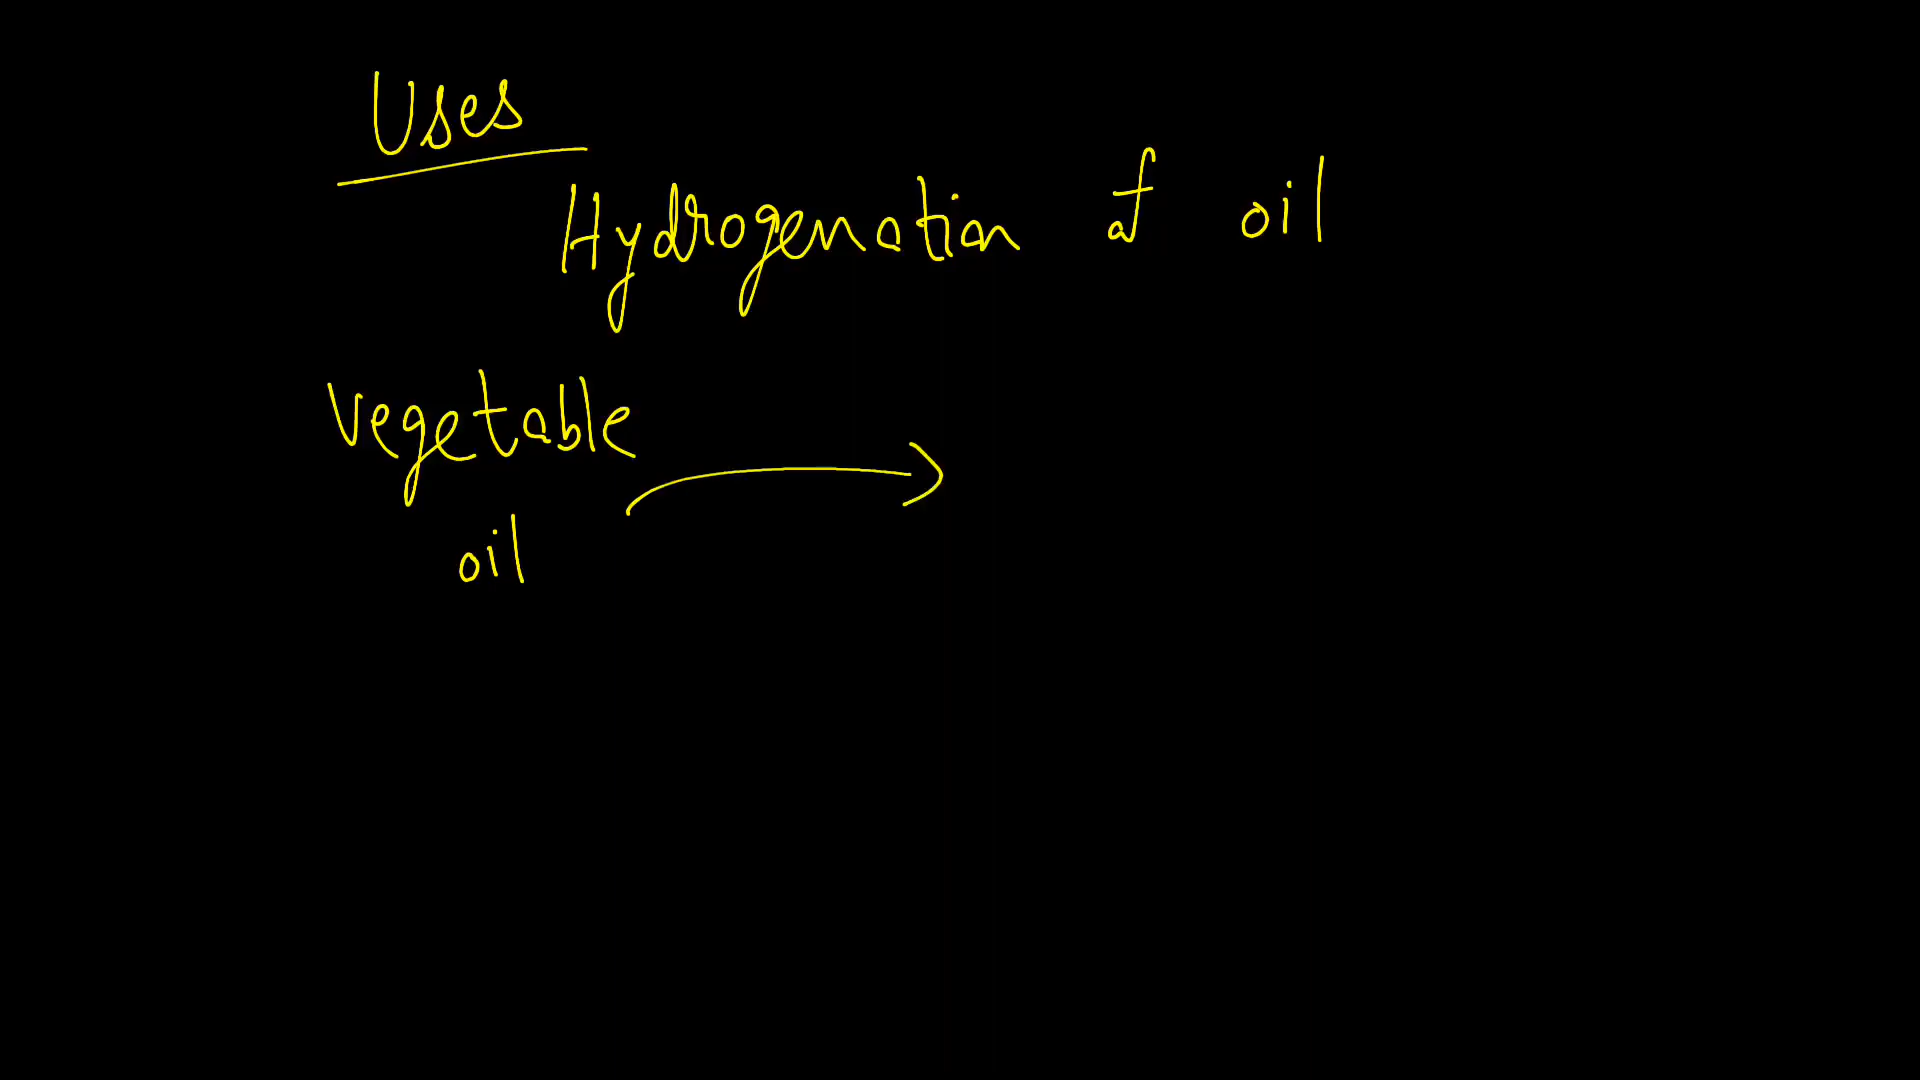 Uses
Hydrogenation of oil
Vegetable
oil